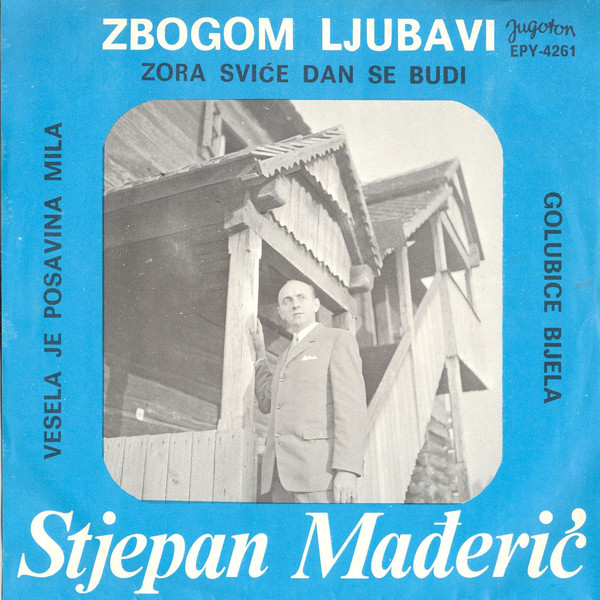 ZBOGOM LJUBAVI
Jugoton
EPY-4261
ZORA SVIĆE DAN SE BUDI
VESELA JE POSAVINA MILA
GOLUBICE BIJELA
Stjepan Mađerić